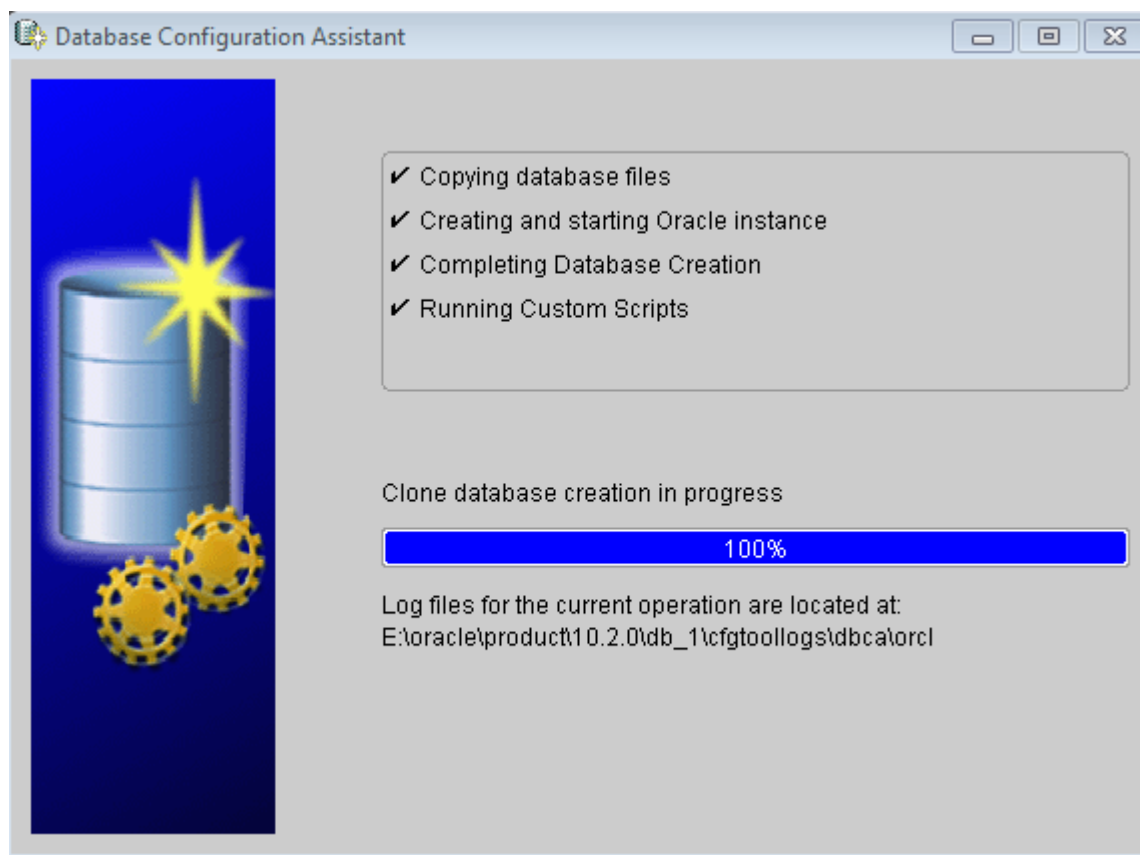 Database Configuration Assistant
✔ Copying database files
✔ Creating and starting Oracle instance
✔ Completing Database Creation
✔ Running Custom Scripts
Clone database creation in progress
100%
Log files for the current operation are located at:
E:\oracle\product\10.2.0\db_1\cfgtoollogs\dbca\orcl